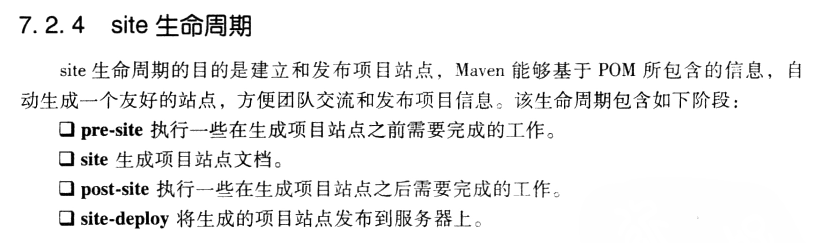 7.2.4 site 生命周期
site 生命周期的目的是建立和发布项目站点，Maven 能够基于 POM 所包含的信息，自
动生成一个友好的站点，方便团队交流和发布项目信息。该生命周期包含如下阶段：
❑ pre-site 执行一些在生成项目站点之前需要完成的工作。
❑ site 生成项目站点文档。
❑ post-site 执行一些在生成项目站点之后需要完成的工作。
❑ site-deploy 将生成的项目站点发布到服务器上。